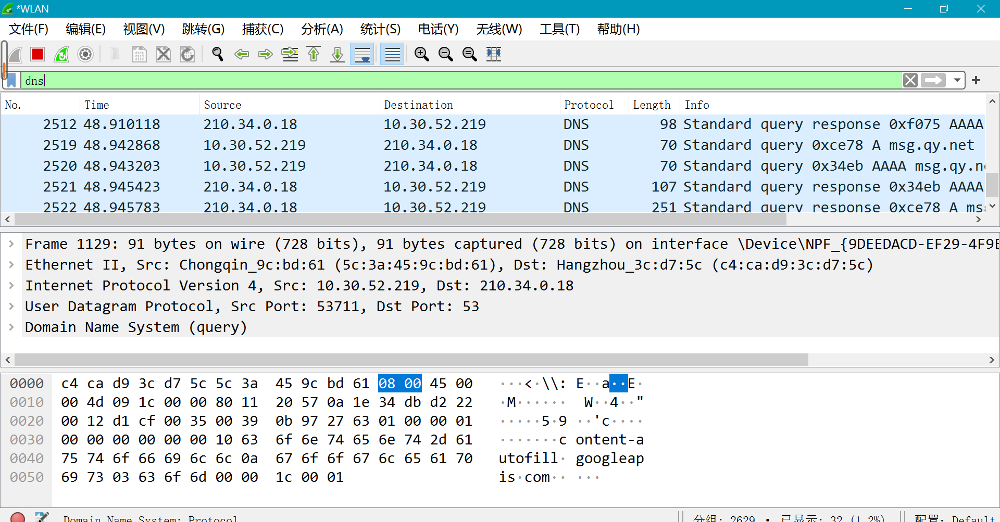 *WLAN
文件(F) 编辑(E) 视图(V) 跳转(G) 捕获(C) 分析(A) 统计(S) 电话(Y) 无线(W) 工具(T) 帮助(H)
dns
No. Time Source Destination Protocol Length Info
2512 48.910118 210.34.0.18 10.30.52.219 DNS 98 Standard query response 0xf075 AAAA
2519 48.942868 10.30.52.219 210.34.0.18 DNS 70 Standard query 0xce78 A msg.qy.net
2520 48.943203 10.30.52.219 210.34.0.18 DNS 70 Standard query 0x34eb AAAA msg.qy.n
2521 48.945423 210.34.0.18 10.30.52.219 DNS 107 Standard query response 0x34eb AAAA
2522 48.945783 210.34.0.18 10.30.52.219 DNS 251 Standard query response 0xce78 A ms
Frame 1129: 91 bytes on wire (728 bits), 91 bytes captured (728 bits) on interface \Device\NPF_{9DEEDACD-EF29-4F9E
Ethernet II, Src: Chongqin_9c:bd:61 (5c:3a:45:9c:bd:61), Dst: Hangzhou_3c:d7:5c (c4:ca:d9:3c:d7:5c)
Internet Protocol Version 4, Src: 10.30.52.219, Dst: 210.34.0.18
User Datagram Protocol, Src Port: 53711, Dst Port: 53
Domain Name System (query)
0000 c4 ca d9 3c d7 5c 5c 3a 45 9c bd 61 08 00 45 00 ···<·\\: E··a··E·
0010 00 4d 09 1c 00 00 80 11 20 57 0a 1e 34 db d2 22 ·M······ W··4··"
0020 00 12 d1 cf 00 35 00 39 0b 97 27 63 01 00 00 01 ·····5·9 ··'c····
0030 00 00 00 00 00 00 10 63 6f 6e 74 65 6e 74 2d 61 ·······c ontent-a
0040 75 74 6f 66 69 6c 6c 0a 67 6f 6f 67 6c 65 61 70 utofill· googleap
0050 69 73 03 63 6f 6d 00 00 1c 00 01 is·com·· ···
Domain Name System: Protocol 分组: 2629 · 已显示: 32 (1.2%) 配置: Default